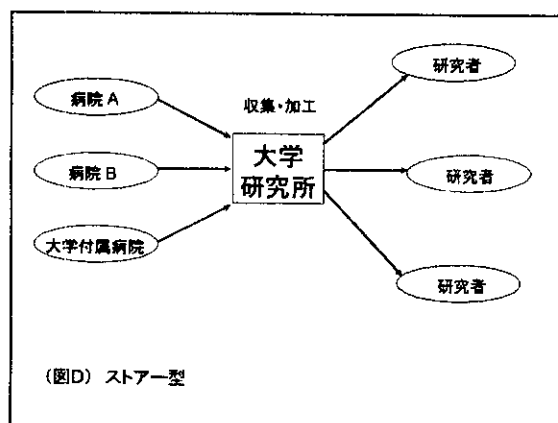 病院 A
病院 B
大学付属病院
収集・加工
大学
研究所
研究者
研究者
研究者
(図D) ストアー型